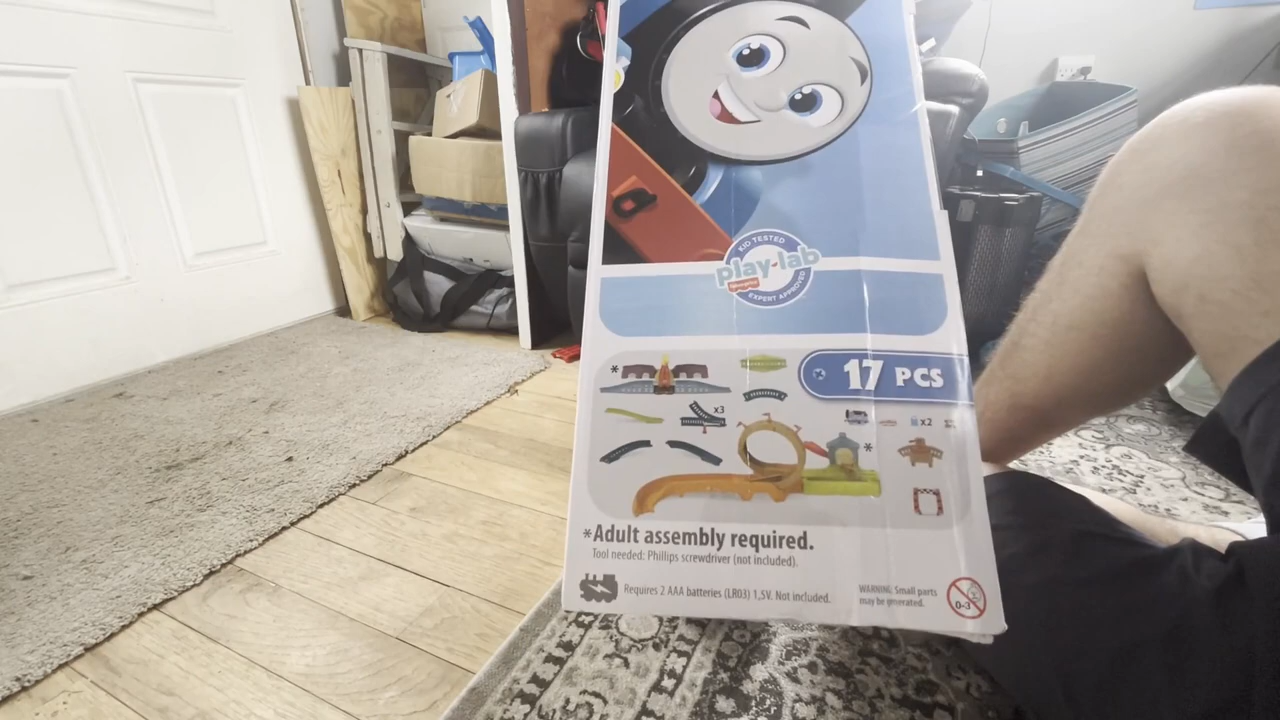 KID TESTED
play-lab
EXPERT APPROVED
17 PCS
*
x3
x2
*
*Adult assembly required.
Tool needed: Phillips screwdriver (not included).
Requires 2 AAA batteries (LR03) 1,5V. Not included.
WARNING: Small parts
may be generated.
0-3